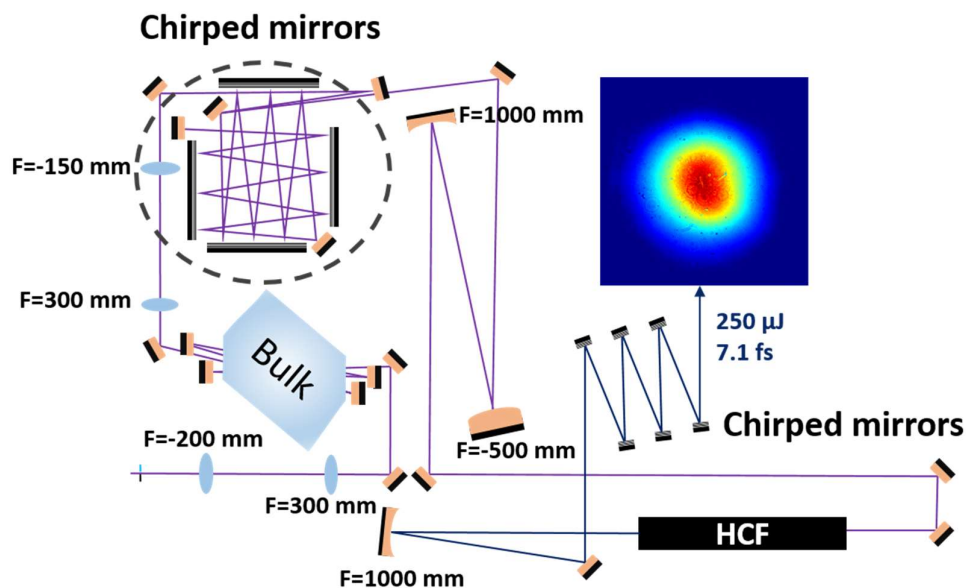 Chirped mirrors
F=1000 mm
F=-150 mm
F=300 mm
Bulk
250 µJ
7.1 fs
F=-200 mm
F=-500 mm
Chirped mirrors
F=300 mm
HCF
F=1000 mm